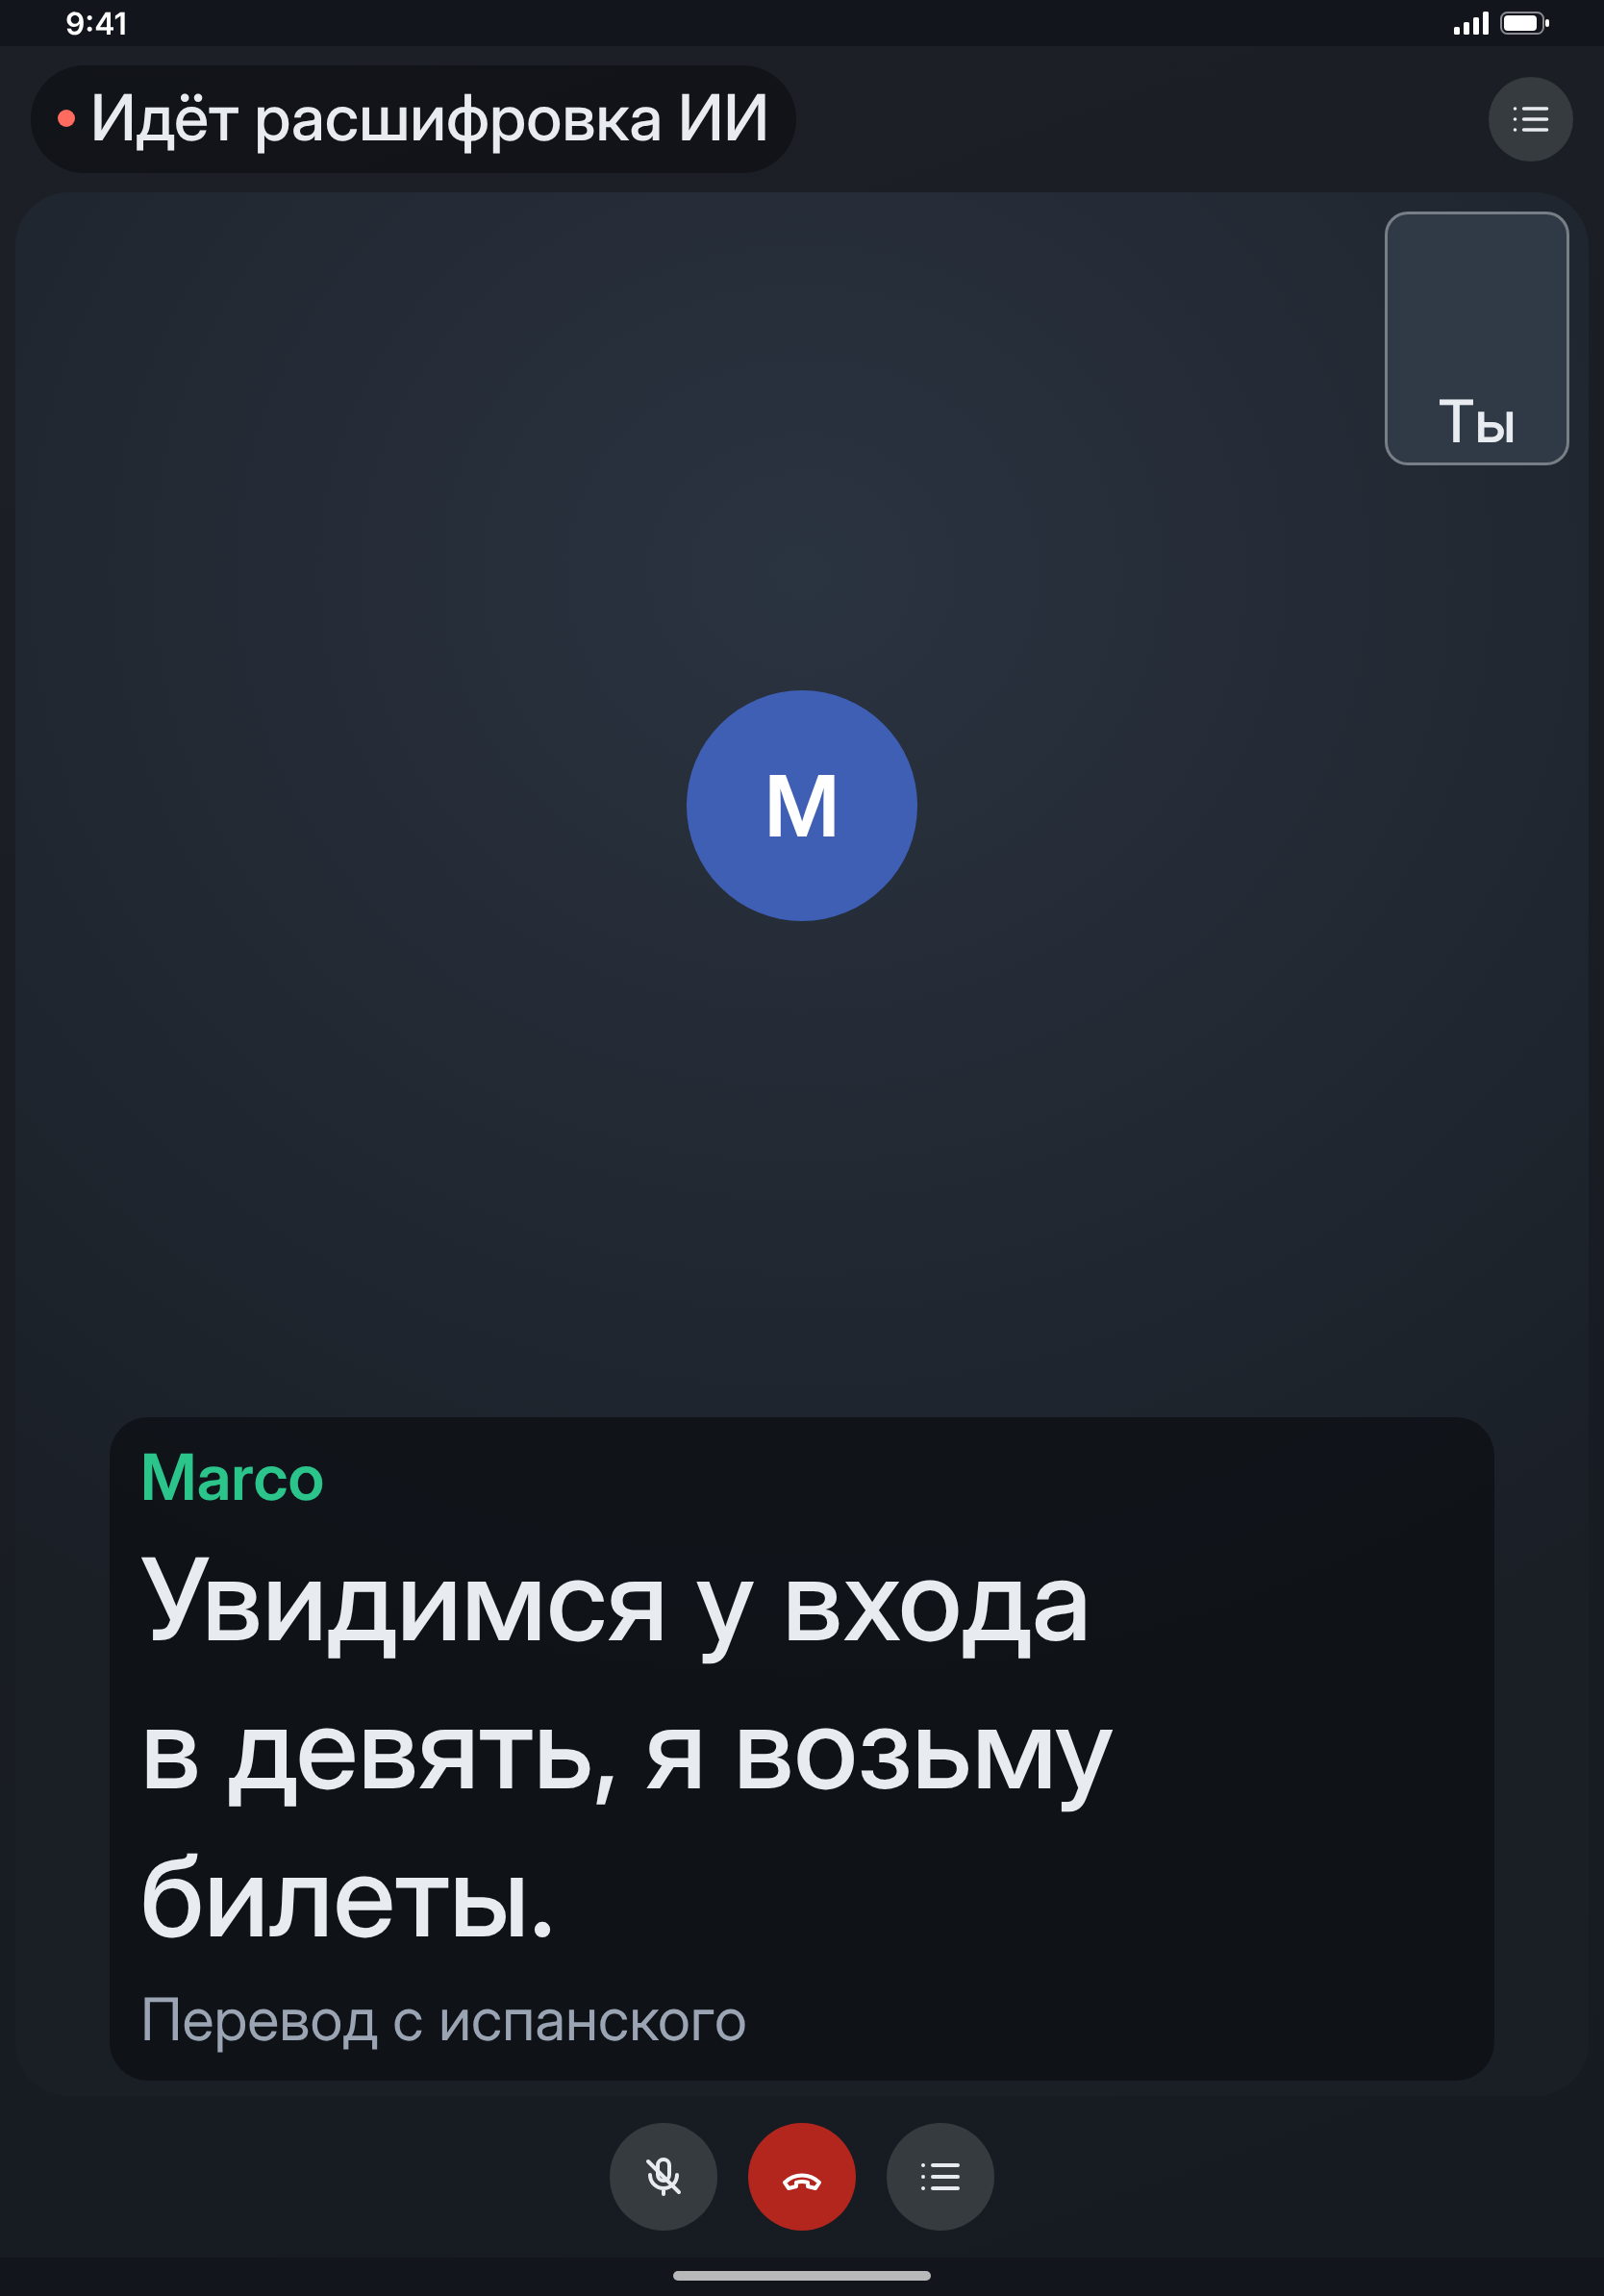 9:41
Идёт расшифровка ИИ
Ты
M
Marco
Увидимся у входа
в девять, я возьму
билеты.
Перевод с испанского